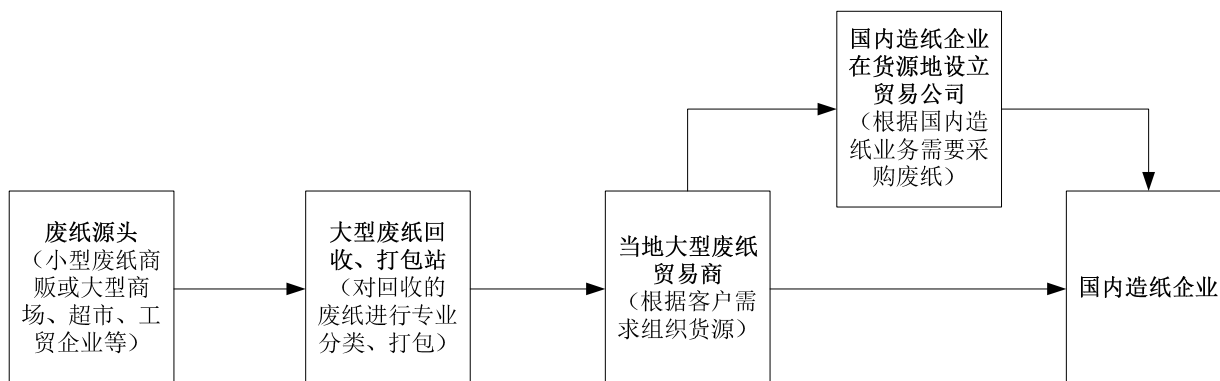 废纸源头
（小型废纸商
贩或大型商
场、超市、工
贸企业等）
大型废纸回
收、打包站
（对回收的
废纸进行专业
分类、打包）
当地大型废纸
贸易商
（根据客户需
求组织货源）
国内造纸企业
在货源地设立
贸易公司
（根据国内造
纸业务需要采
购废纸）
国内造纸企业